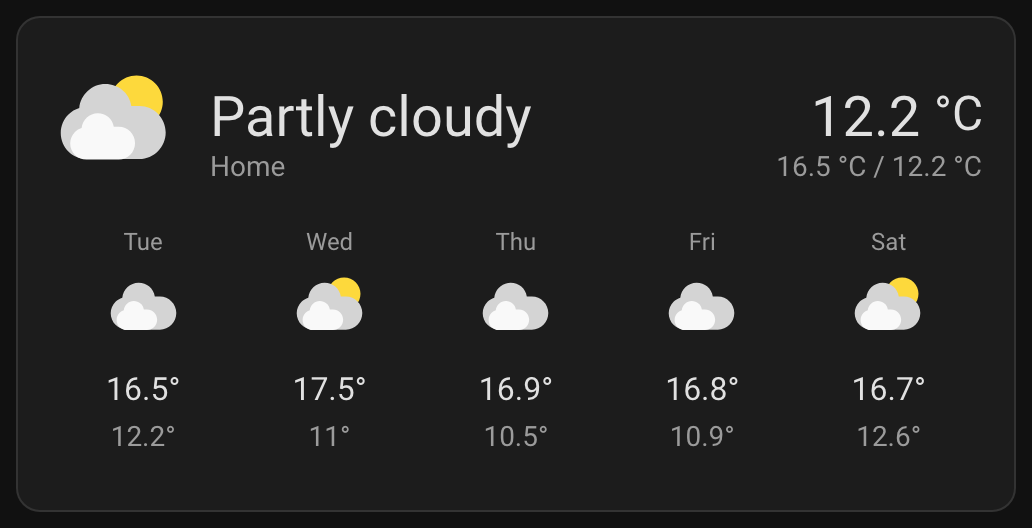 Partly cloudy 12.2 °C
Home 16.5 °C / 12.2 °C
Tue Wed Thu Fri Sat
16.5° 17.5° 16.9° 16.8° 16.7°
12.2° 11° 10.5° 10.9° 12.6°